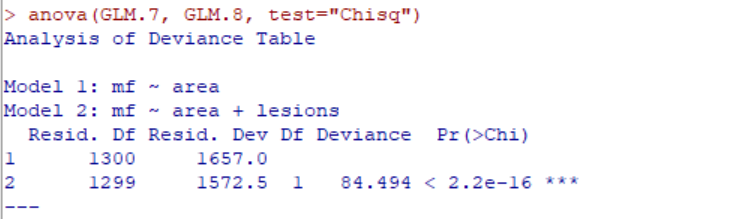 > anova(GLM.7, GLM.8, test="Chisq")
Analysis of Deviance Table
Model 1: mf ~ area
Model 2: mf ~ area + lesions
  Resid. Df Resid. Dev Df Deviance  Pr(>Chi)
1      1300     1657.0
2      1299     1572.5  1   84.494 < 2.2e-16 ***
---